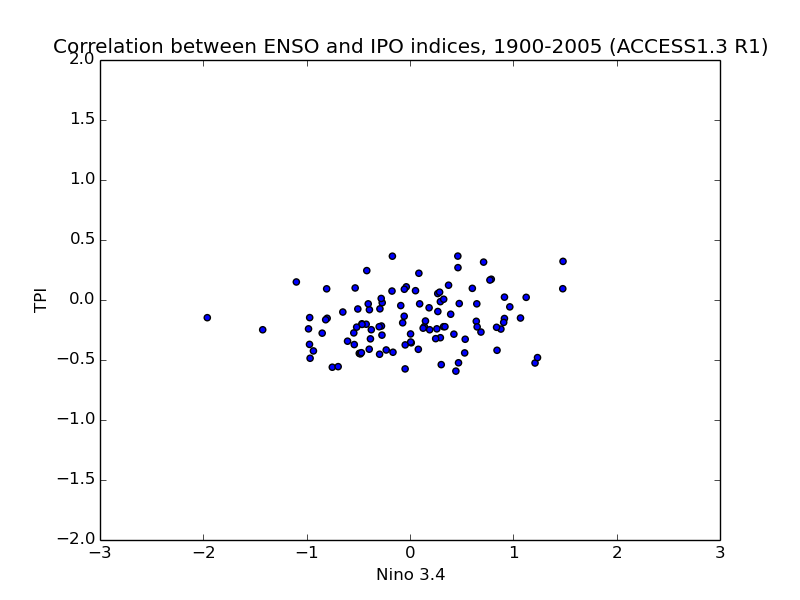 Correlation between ENSO and IPO indices, 1900-2005 (ACCESS1.3 R1)
2.0
1.5
1.0
0.5
0.0
−0.5
−1.0
−1.5
−2.0
TPI
−3 −2 −1 0 1 2 3
Nino 3.4